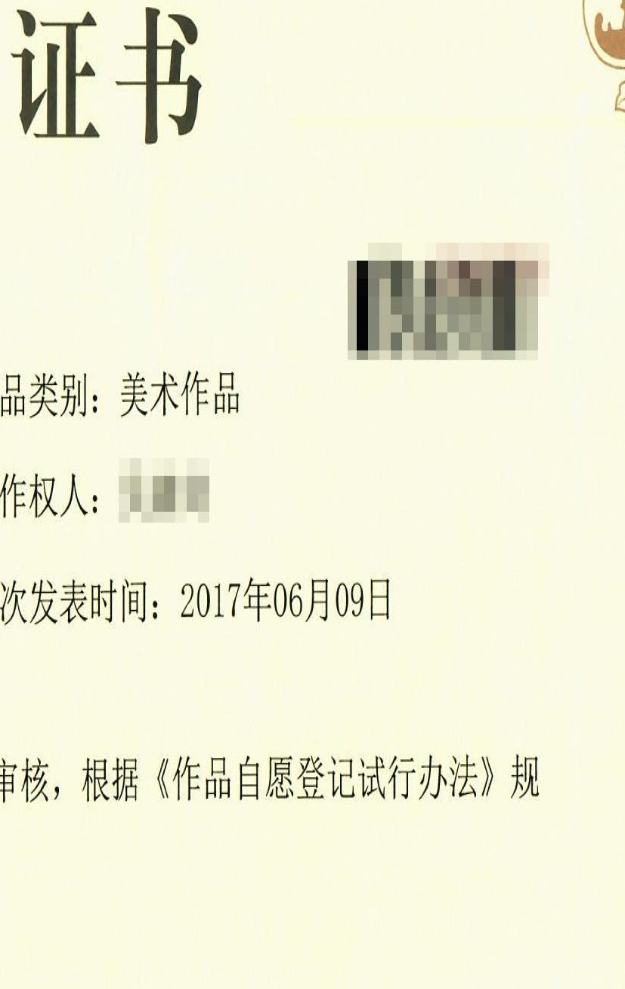 证书
品类别：美术作品
作权人：
次发表时间：2017年06月09日
审核，根据《作品自愿登记试行办法》规